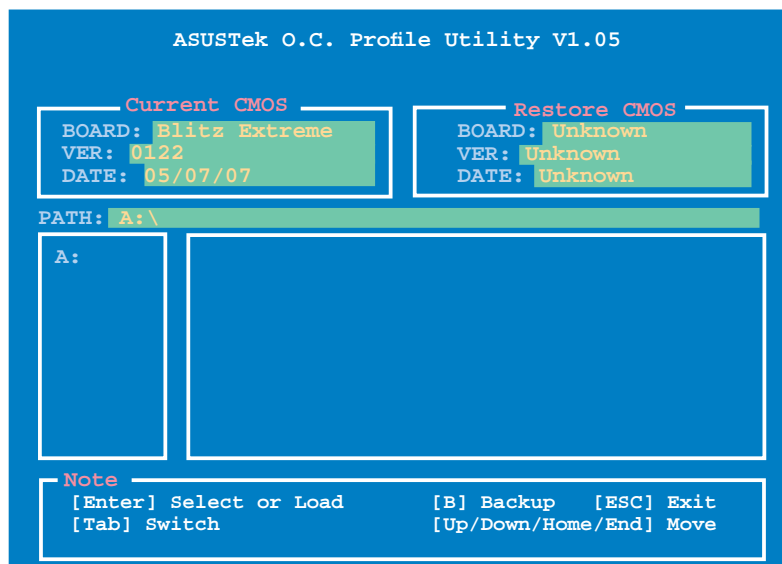 ASUSTek O.C. Profile Utility V1.05
Current CMOS
BOARD: Blitz Extreme
VER: 0122
DATE: 05/07/07
Restore CMOS
BOARD: Unknown
VER: Unknown
DATE: Unknown
PATH: A:\
A:
Note
[Enter] Select or Load [B] Backup [ESC] Exit
[Tab] Switch [Up/Down/Home/End] Move